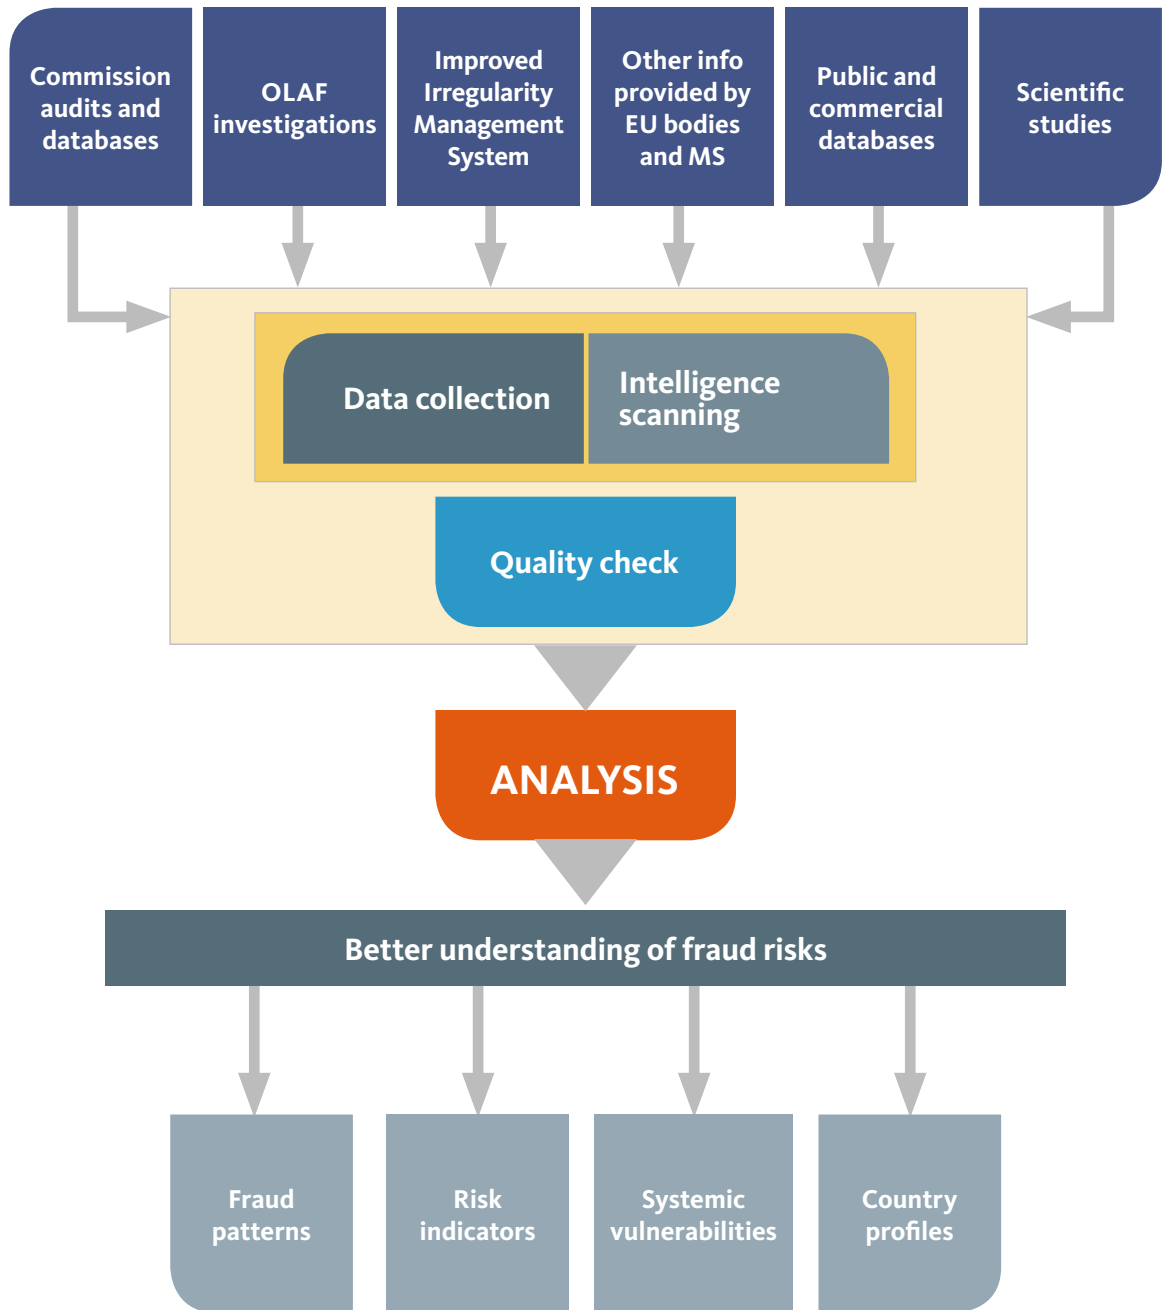 Commission
audits and
databases
OLAF
investigations
Improved
Irregularity
Management
System
Other info
provided by
EU bodies
and MS
Public and
commercial
databases
Scientific
studies
Data collection
Intelligence
scanning
Quality check
ANALYSIS
Better understanding of fraud risks
Fraud
patterns
Risk
indicators
Systemic
vulnerabilities
Country
profiles